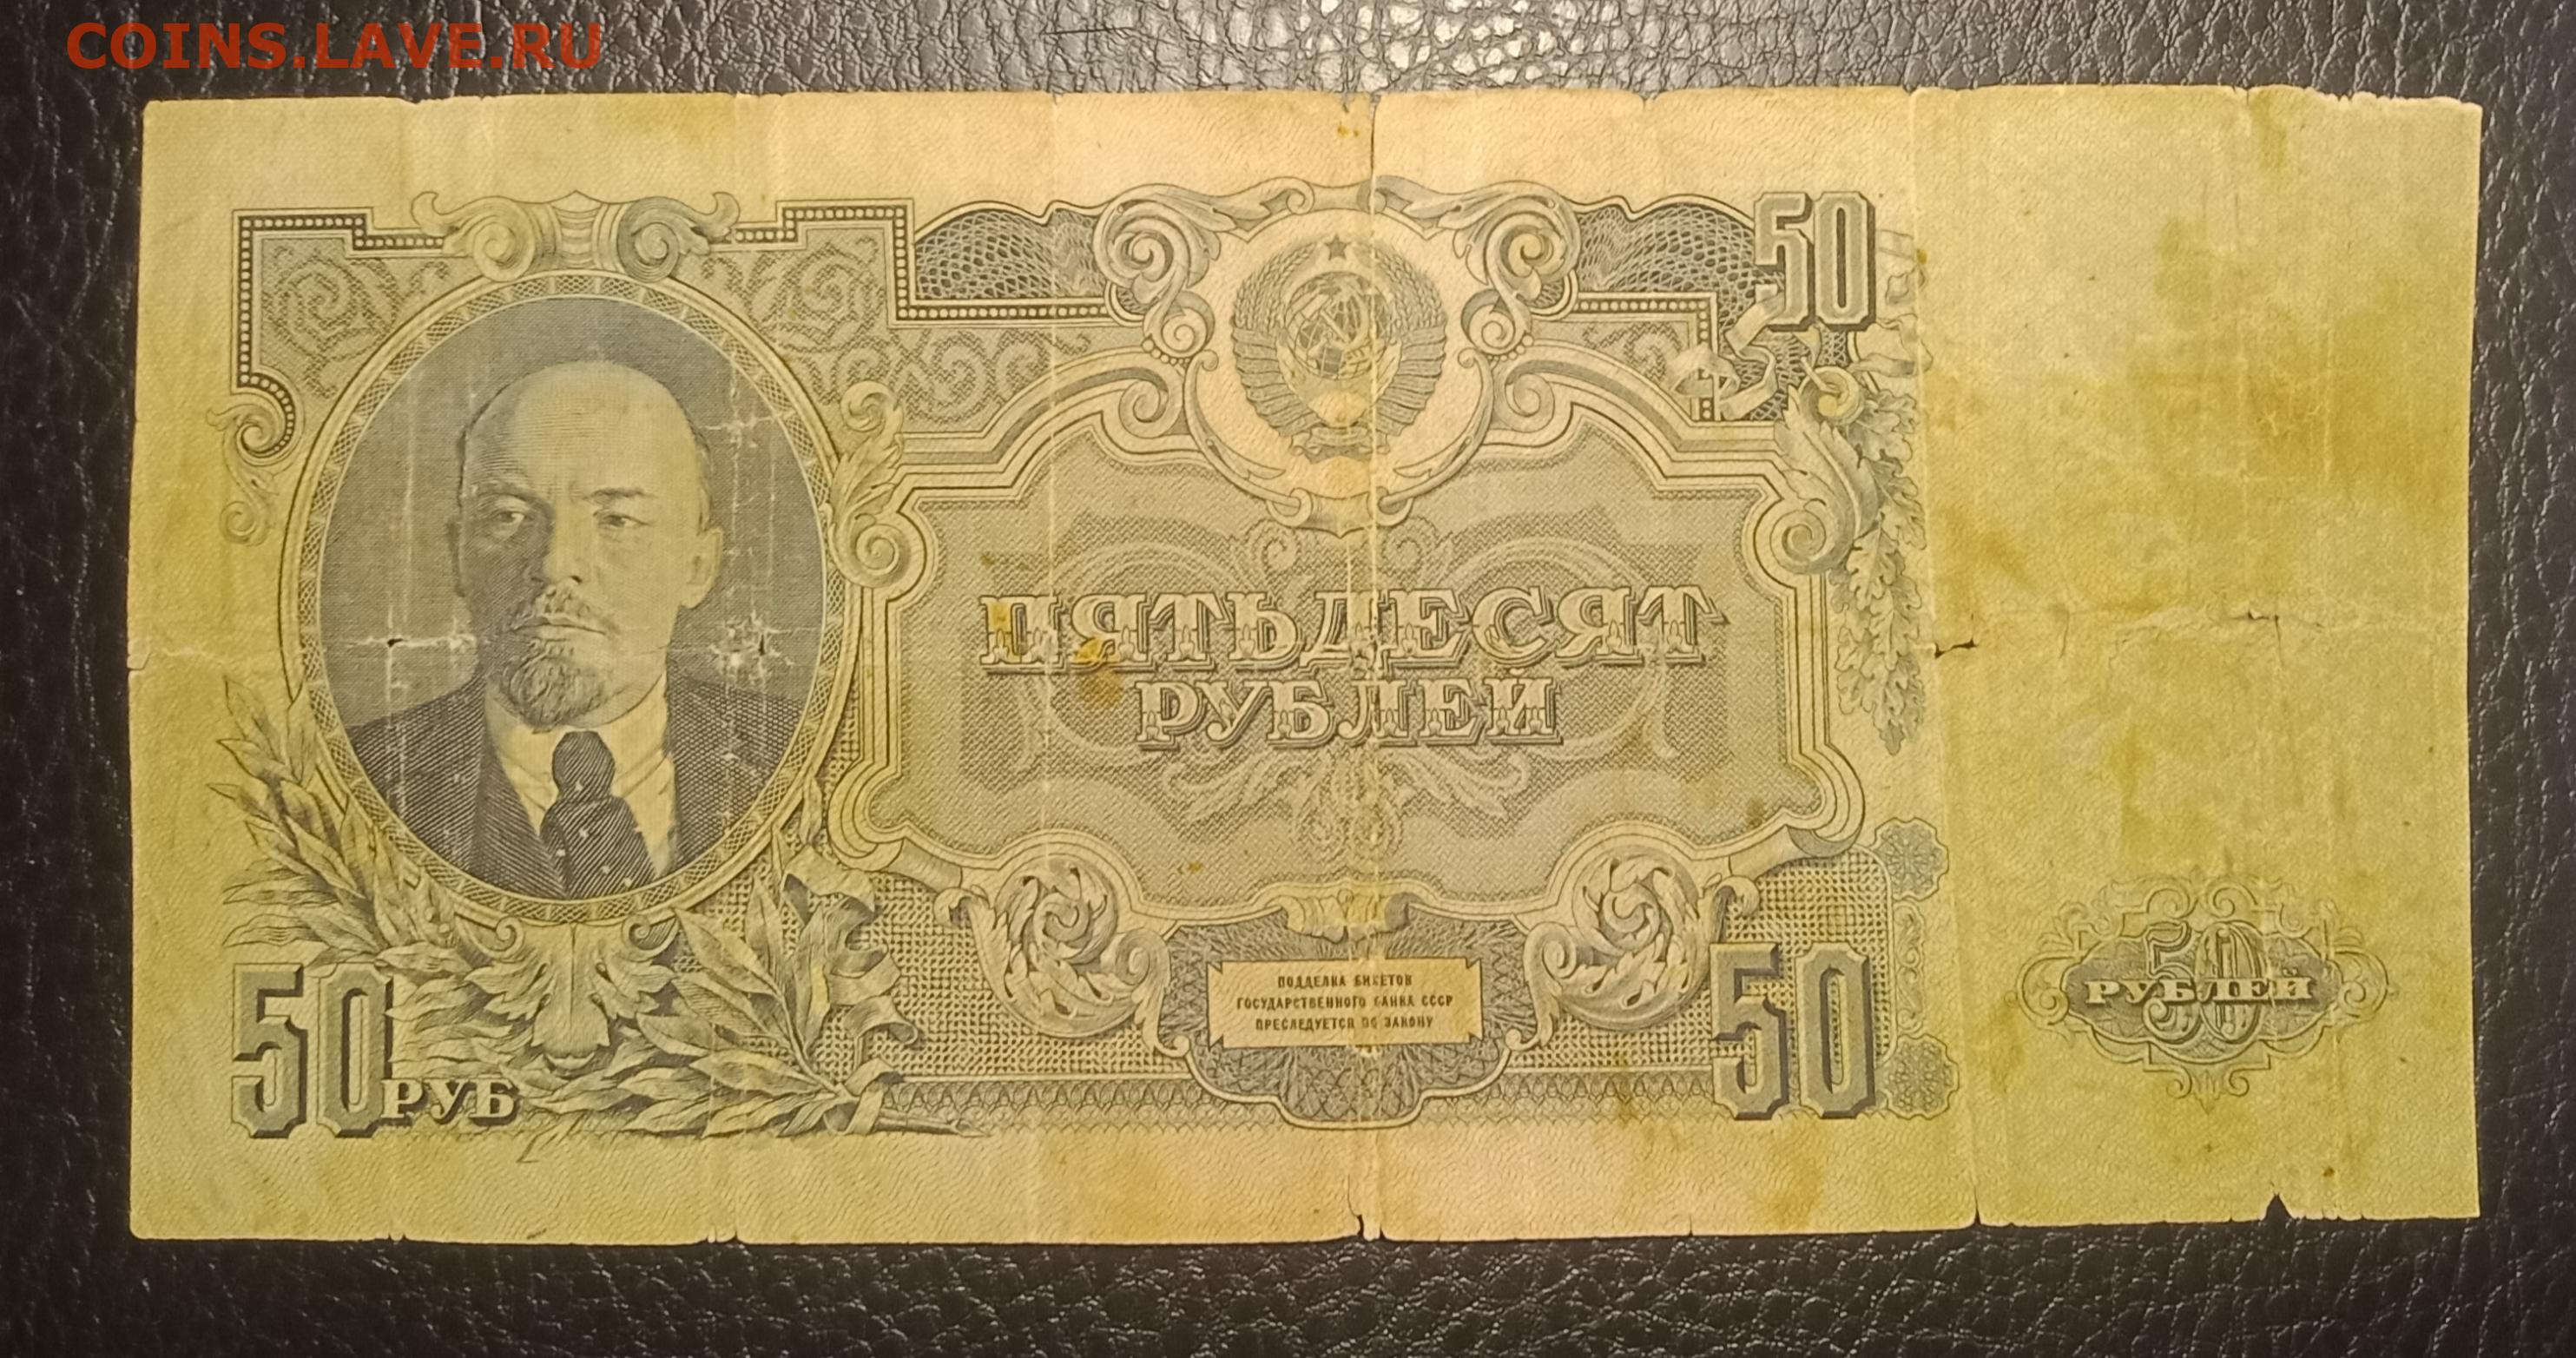 COINS.LAVE.RU
50
ПЯТЬДЕСЯТ
РУБЛЕЙ
ПОДДЕЛКА БИЛЕТОВ
ГОСУДАРСТВЕННОГО БАНКА СССР
ПРЕСЛЕДУЕТСЯ ПО ЗАКОНУ
50 РУБ
50
50
РУБЛЕЙ